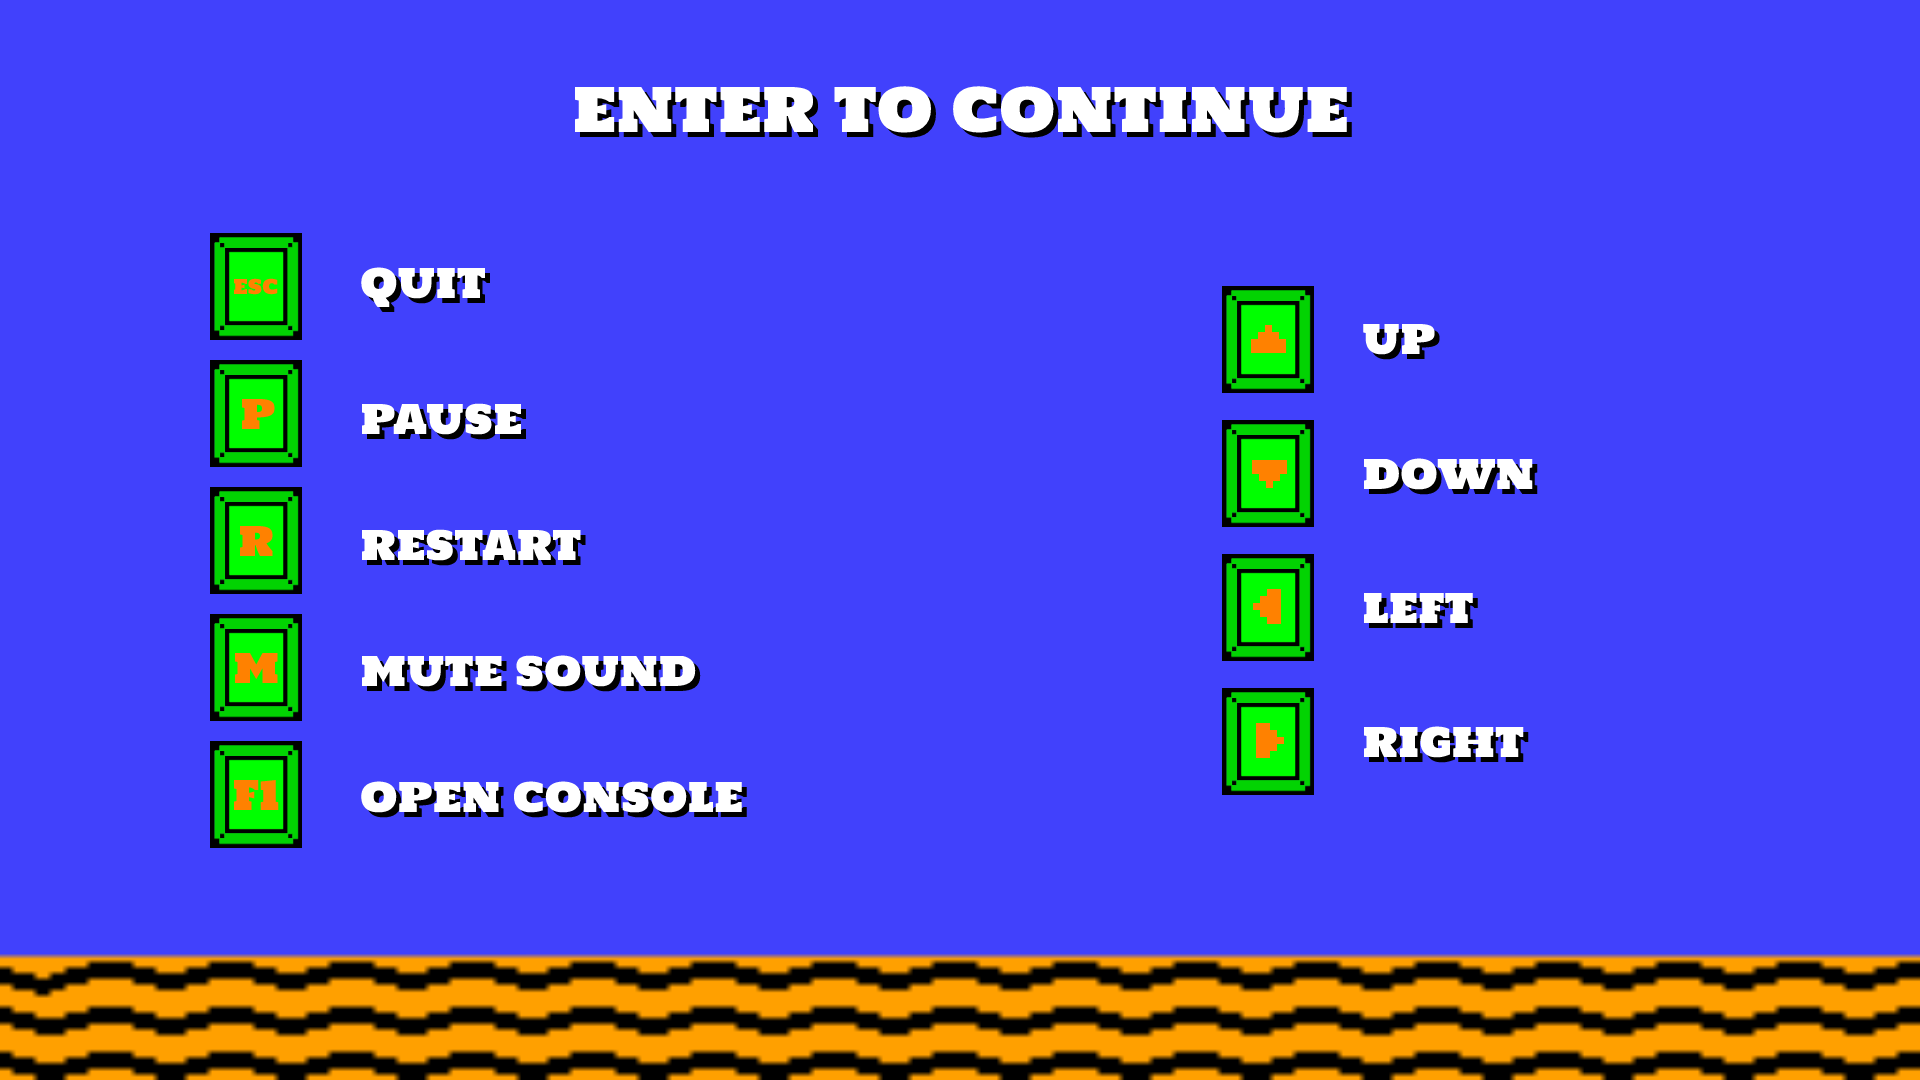 ENTER TO CONTINUE
ESC QUIT
P PAUSE
R RESTART
M MUTE SOUND
F1 OPEN CONSOLE
UP
DOWN
LEFT
RIGHT